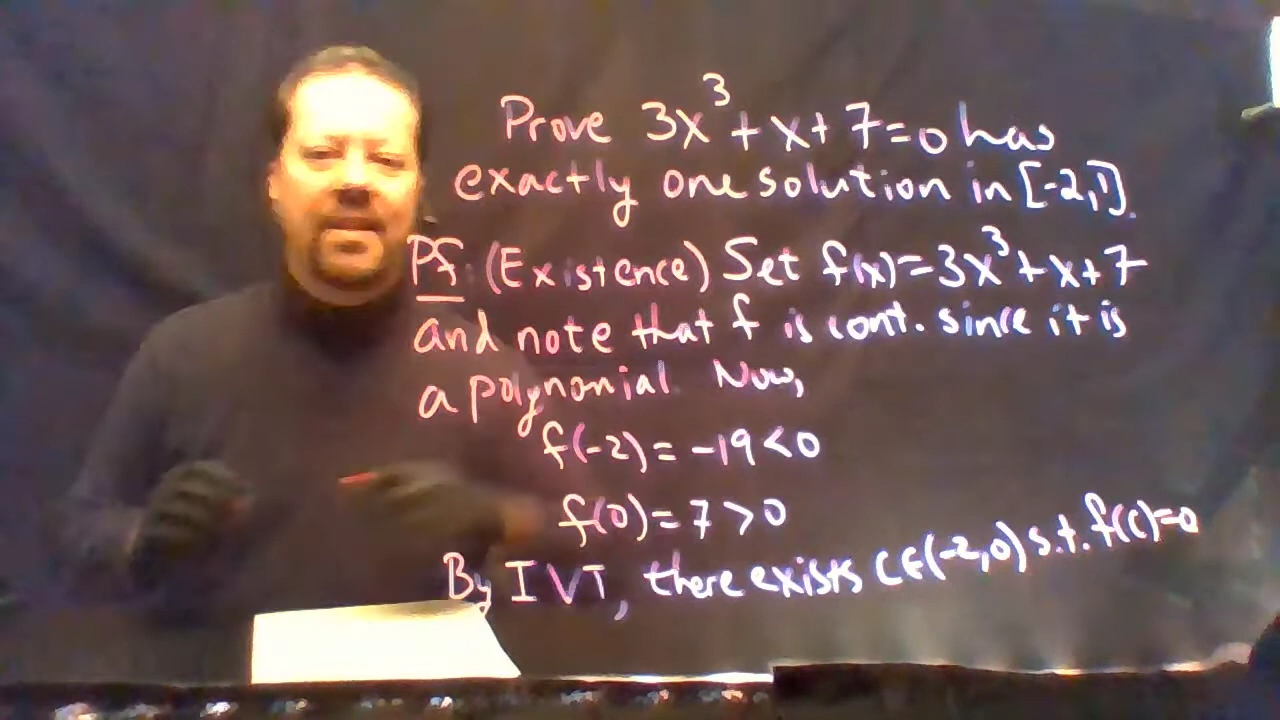 Prove 3x³+x+7=0 has
exactly one solution in [-2,1].
Pf: (Existence) Set f(x)=3x³+x+7
and note that f is cont. since it is
a polynomial. Now,
f(-2)=-19<0
f(0)=7>0
By IVT, there exists c∈(-2,0) s.t. f(c)=0